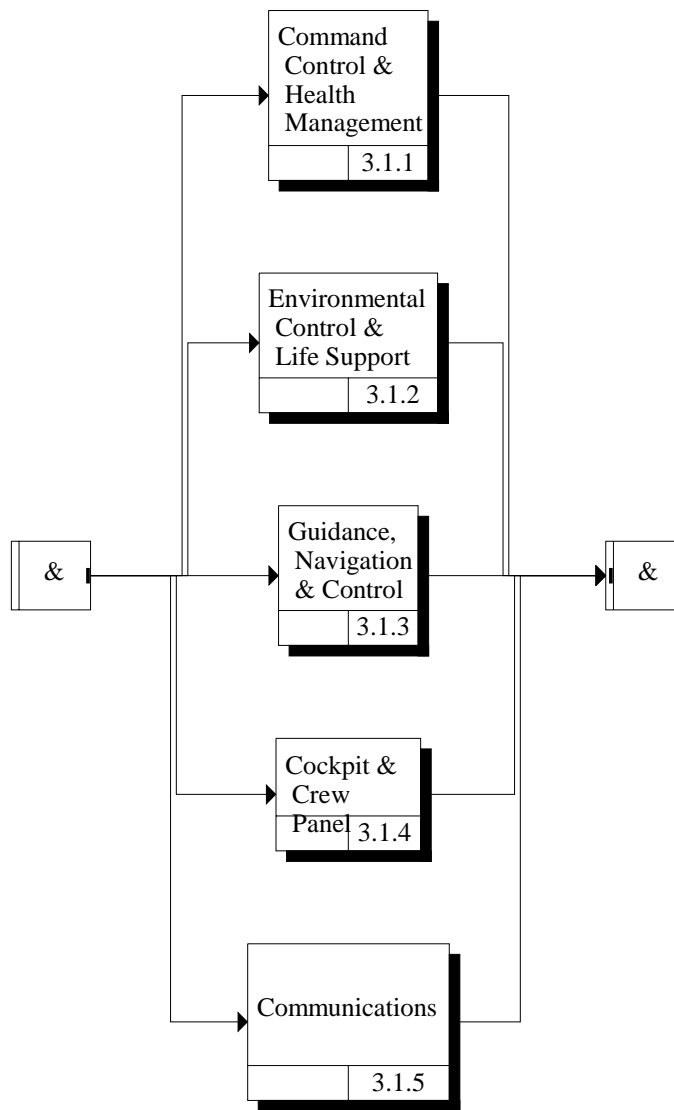 Command
Control &
Health
Management
3.1.1
Environmental
Control &
Life Support
3.1.2
&
Guidance,
Navigation
& Control
3.1.3
&
Cockpit &
Crew
Panel
3.1.4
Communications
3.1.5